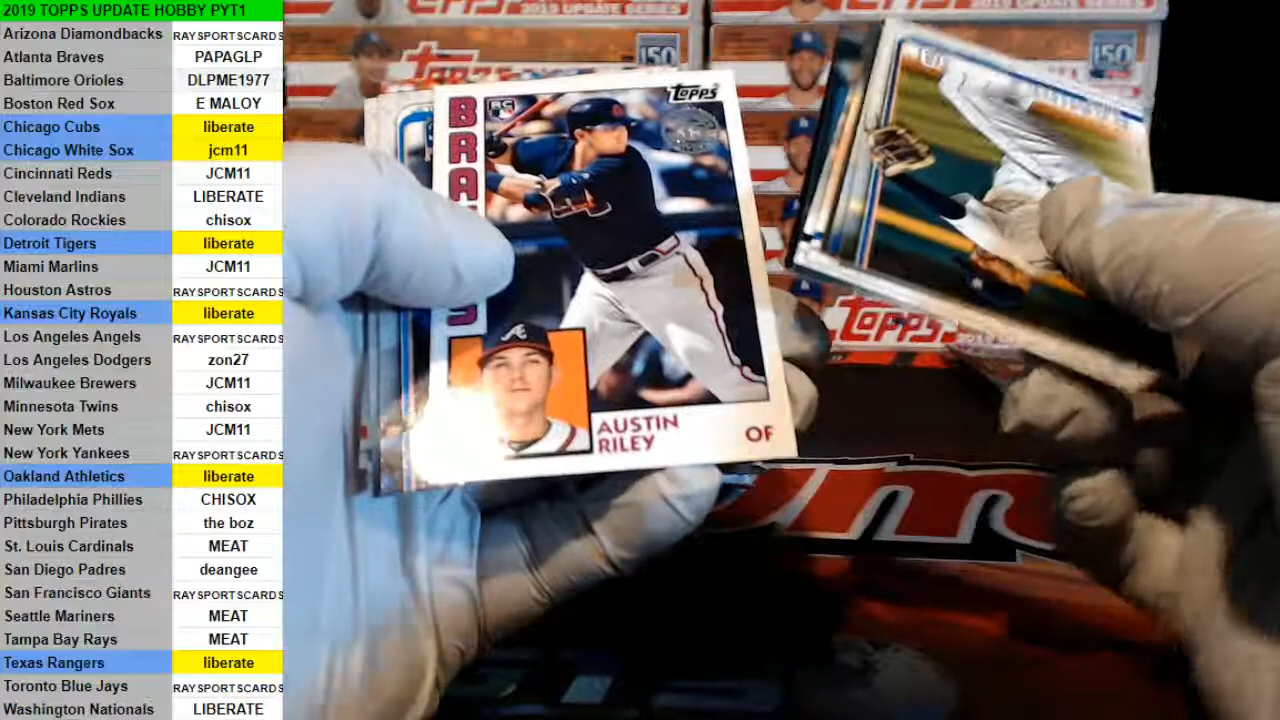 2019 TOPPS UPDATE HOBBY PYT1
Arizona Diamondbacks RAYSPORTSCARDS
Atlanta Braves PAPAGLP
Baltimore Orioles DLPME1977
Boston Red Sox E MALOY
Chicago Cubs liberate
Chicago White Sox jcm11
Cincinnati Reds JCM11
Cleveland Indians LIBERATE
Colorado Rockies chisox
Detroit Tigers liberate
Miami Marlins JCM11
Houston Astros RAYSPORTSCARDS
Kansas City Royals liberate
Los Angeles Angels RAYSPORTSCARDS
Los Angeles Dodgers zon27
Milwaukee Brewers JCM11
Minnesota Twins chisox
New York Mets JCM11
New York Yankees RAYSPORTSCARDS
Oakland Athletics liberate
Philadelphia Phillies CHISOX
Pittsburgh Pirates the boz
St. Louis Cardinals MEAT
San Diego Padres deangee
San Francisco Giants RAYSPORTSCARDS
Seattle Mariners MEAT
Tampa Bay Rays MEAT
Texas Rangers liberate
Toronto Blue Jays RAYSPORTSCARDS
Washington Nationals LIBERATE
2019 UPDATE SERIES
Topps
150
150
Topps
RC
BRA
S
A
AUSTIN
RILEY
OF
Topps